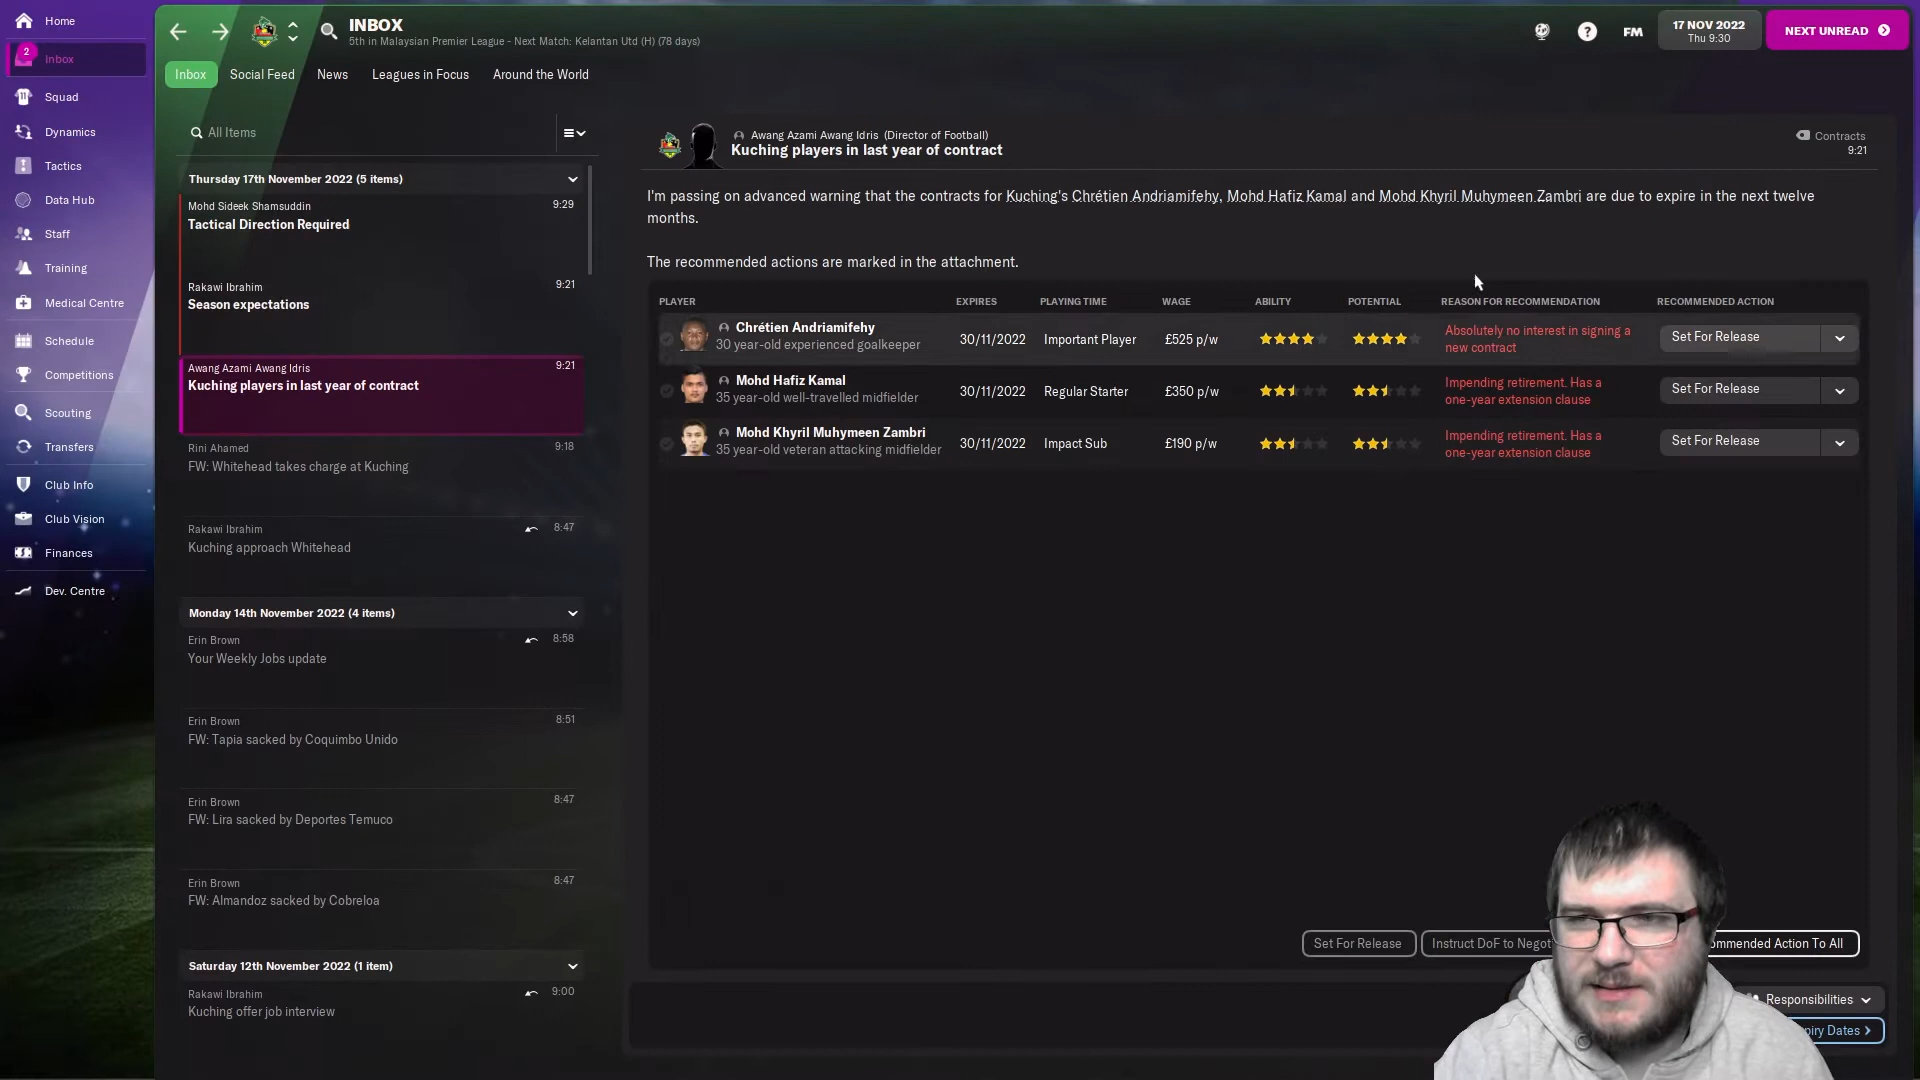 Home
2
Inbox
Squad
Dynamics
Tactics
Data Hub
Staff
Training
Medical Centre
Schedule
Competitions
Scouting
Transfers
Club Info
Club Vision
Finances
Dev. Centre
INBOX
5th in Malaysian Premier League - Next Match: Kelantan Utd (H) (78 days)
FM
17 NOV 2022
Thu 9:30
NEXT UNREAD
Inbox Social Feed News Leagues in Focus Around the World
All Items
Thursday 17th November 2022 (5 items)
Mohd Sideek Shamsuddin 9:29
Tactical Direction Required
Rakawi Ibrahim 9:21
Season expectations
Awang Azami Awang Idris 9:21
Kuching players in last year of contract
Rini Ahamed 9:18
FW: Whitehead takes charge at Kuching
Rakawi Ibrahim 8:47
Kuching approach Whitehead
Monday 14th November 2022 (4 items)
Erin Brown 8:58
Your Weekly Jobs update
Erin Brown 8:51
FW: Tapia sacked by Coquimbo Unido
Erin Brown 8:47
FW: Lira sacked by Deportes Temuco
Erin Brown 8:47
FW: Almandoz sacked by Cobreloa
Saturday 12th November 2022 (1 item)
Rakawi Ibrahim 9:00
Kuching offer job interview
Awang Azami Awang Idris (Director of Football)
Kuching players in last year of contract
Contracts
9:21
I'm passing on advanced warning that the contracts for Kuching's Chrétien Andriamifehy, Mohd Hafiz Kamal and Mohd Khyril Muhymeen Zambri are due to expire in the next twelve
months.
The recommended actions are marked in the attachment.
PLAYER EXPIRES PLAYING TIME WAGE ABILITY POTENTIAL REASON FOR RECOMMENDATION RECOMMENDED ACTION
Chrétien Andriamifehy
30 year-old experienced goalkeeper
30/11/2022 Important Player £525 p/w
Absolutely no interest in signing a
new contract
Set For Release
Mohd Hafiz Kamal
35 year-old well-travelled midfielder
30/11/2022 Regular Starter £350 p/w
Impending retirement. Has a
one-year extension clause
Set For Release
Mohd Khyril Muhymeen Zambri
35 year-old veteran attacking midfielder
30/11/2022 Impact Sub £190 p/w
Impending retirement. Has a
one-year extension clause
Set For Release
Set For Release Instruct DoF to Action To All
Responsibilities
Dates